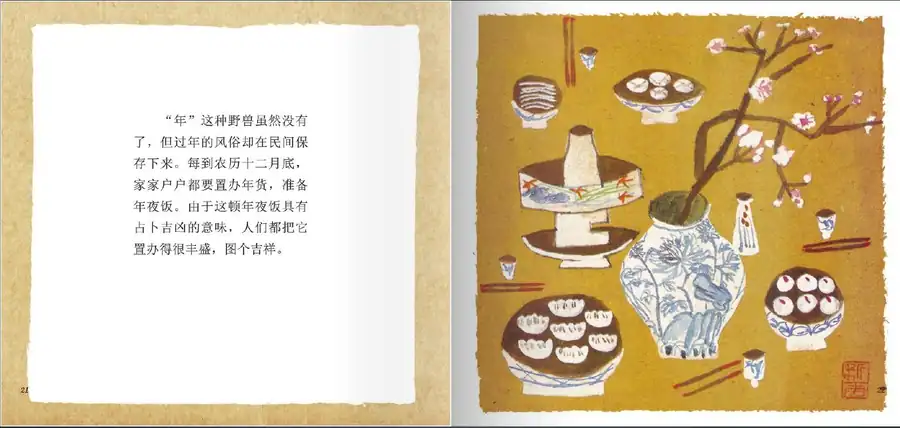 “年”这种野兽虽然没有
了，但过年的风俗却在民间保
存下来。每到农历十二月底，
家家户户都要置办年货，准备
年夜饭。由于这顿年夜饭具有
占卜吉凶的意味，人们都把它
置办得很丰盛，图个吉祥。
21